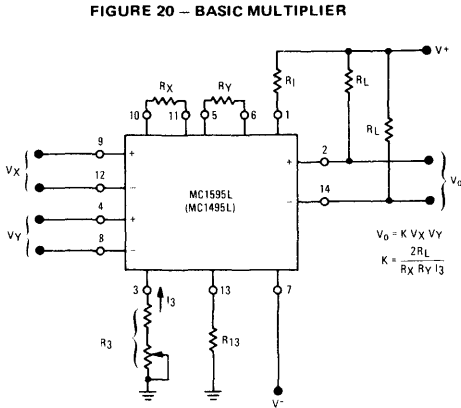 FIGURE 20 — BASIC MULTIPLIER
V+
RX
RY
RI
RL
RL
10
11
5
6
1
9
+
VX
12
−
4
+
VY
8
−
MC1595L
(MC1495L)
+
2
−
14
Vo
Vo = K VX VY
K = 2RL
RX RY I3
3
I3
13
7
R3
R13
V−